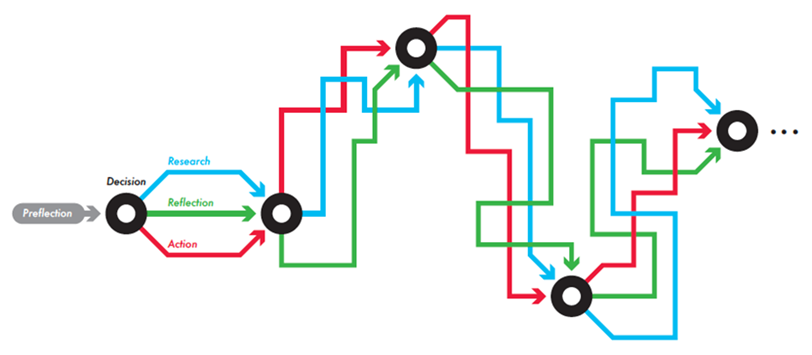 Research
Decision
Reflection
Preflection
Action
...